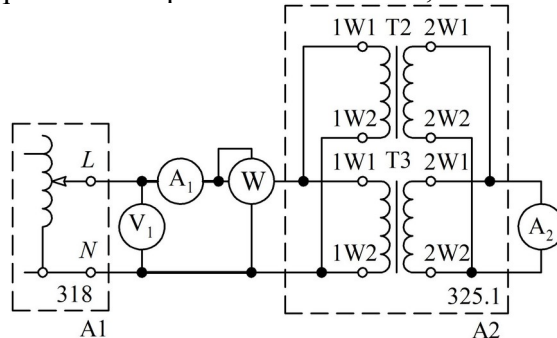 1W1 T2 2W1
1W2 2W2
L A₁ W 1W1 T3 2W1
V₁ A₂
N 1W2 2W2
318 325.1
A1 A2